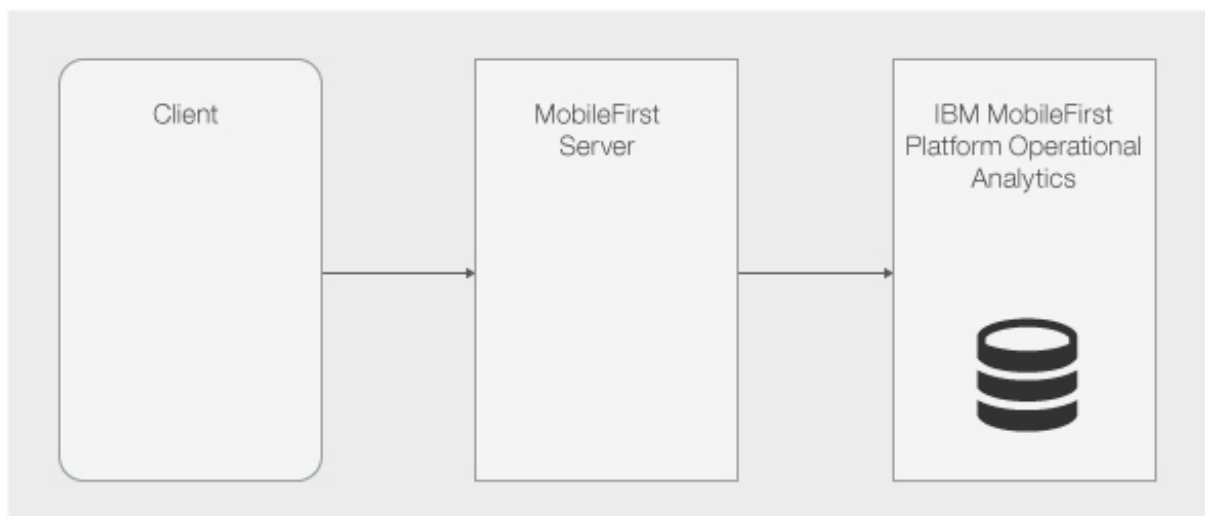 Client
MobileFirst
Server
IBM MobileFirst
Platform Operational
Analytics